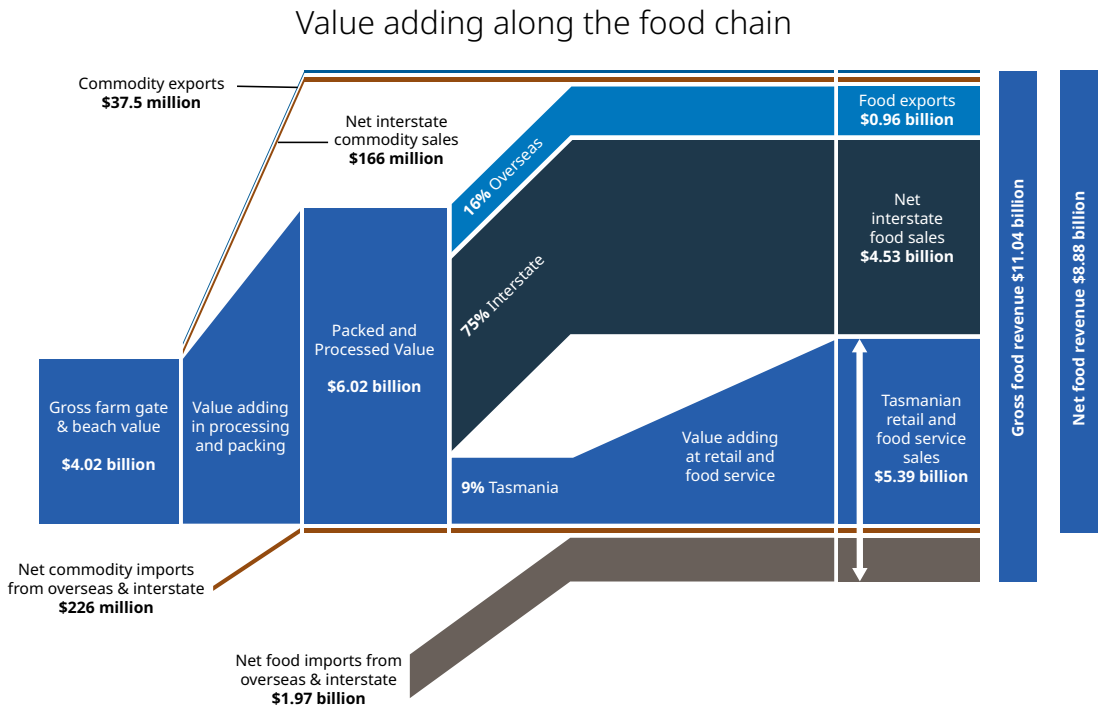 Value adding along the food chain
Commodity exports
$37.5 million
Net interstate
commodity sales
$166 million
Gross farm gate
& beach value
$4.02 billion
Value adding
in processing
and packing
Packed and
Processed Value
$6.02 billion
16% Overseas
75% Interstate
9% Tasmania
Value adding
at retail and
food service
Food exports
$0.96 billion
Net
interstate
food sales
$4.53 billion
Tasmanian
retail and
food service
sales
$5.39 billion
Gross food revenue $11.04 billion
Net food revenue $8.88 billion
Net commodity imports
from overseas & interstate
$226 million
Net food imports from
overseas & interstate
$1.97 billion